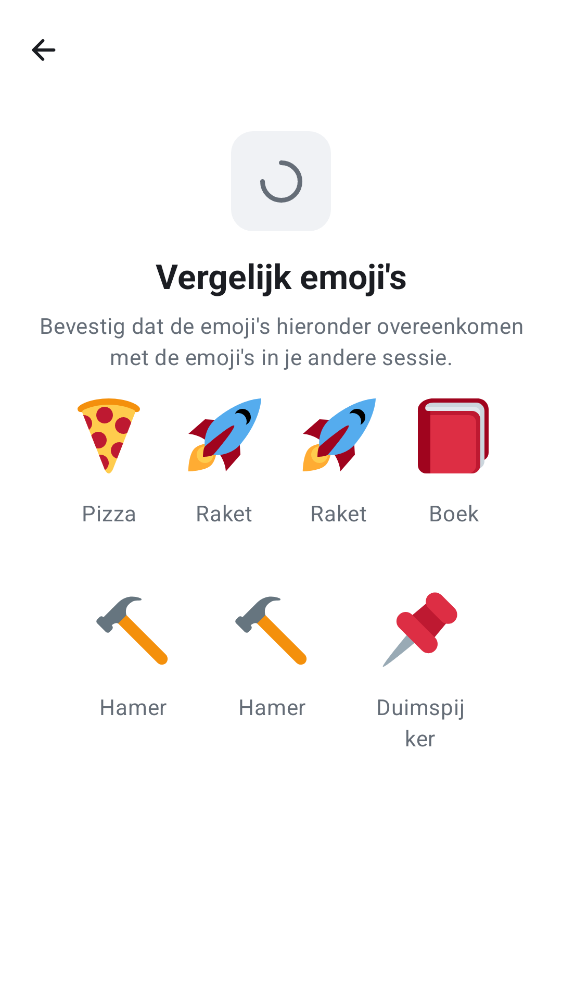 Vergelijk emoji's
Bevestig dat de emoji's hieronder overeenkomen
met de emoji's in je andere sessie.
Pizza Raket Raket Boek
Hamer Hamer Duimspij
ker